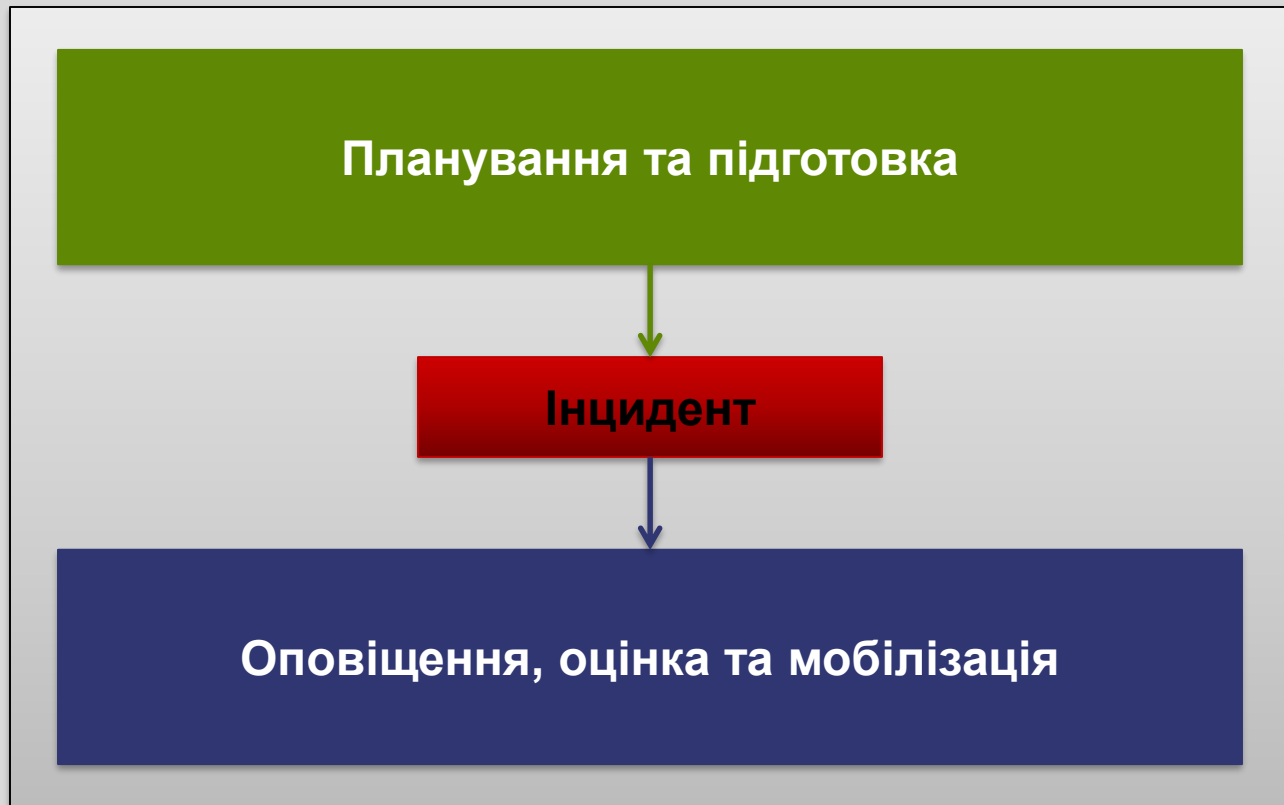 Планування та підготовка
Інцидент
Оповіщення, оцінка та мобілізація